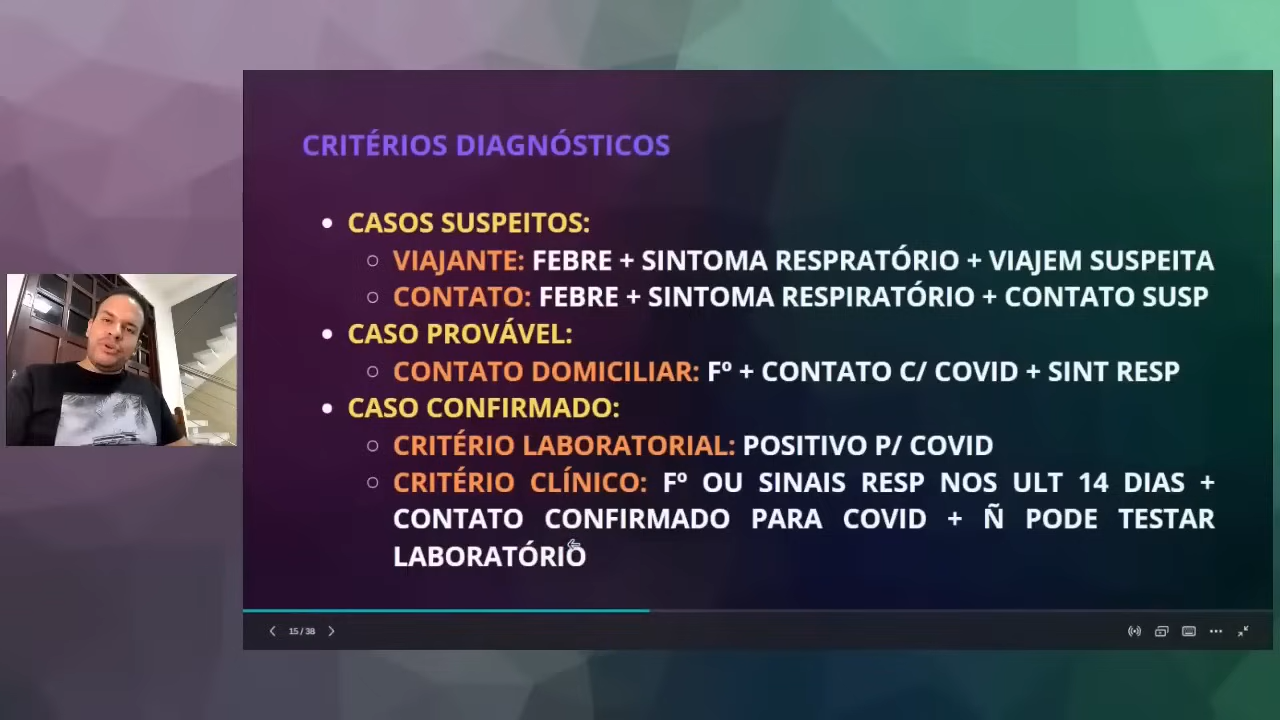 CRITÉRIOS DIAGNÓSTICOS
CASOS SUSPEITOS:
VIAJANTE: FEBRE + SINTOMA RESPRATÓRIO + VIAJEM SUSPEITA
CONTATO: FEBRE + SINTOMA RESPIRATÓRIO + CONTATO SUSP
CASO PROVÁVEL:
CONTATO DOMICILIAR: Fº + CONTATO C/ COVID + SINT RESP
CASO CONFIRMADO:
CRITÉRIO LABORATORIAL: POSITIVO P/ COVID
CRITÉRIO CLÍNICO: Fº OU SINAIS RESP NOS ULT 14 DIAS +
CONTATO CONFIRMADO PARA COVID + Ñ PODE TESTAR
LABORATÓRIO
15 / 38